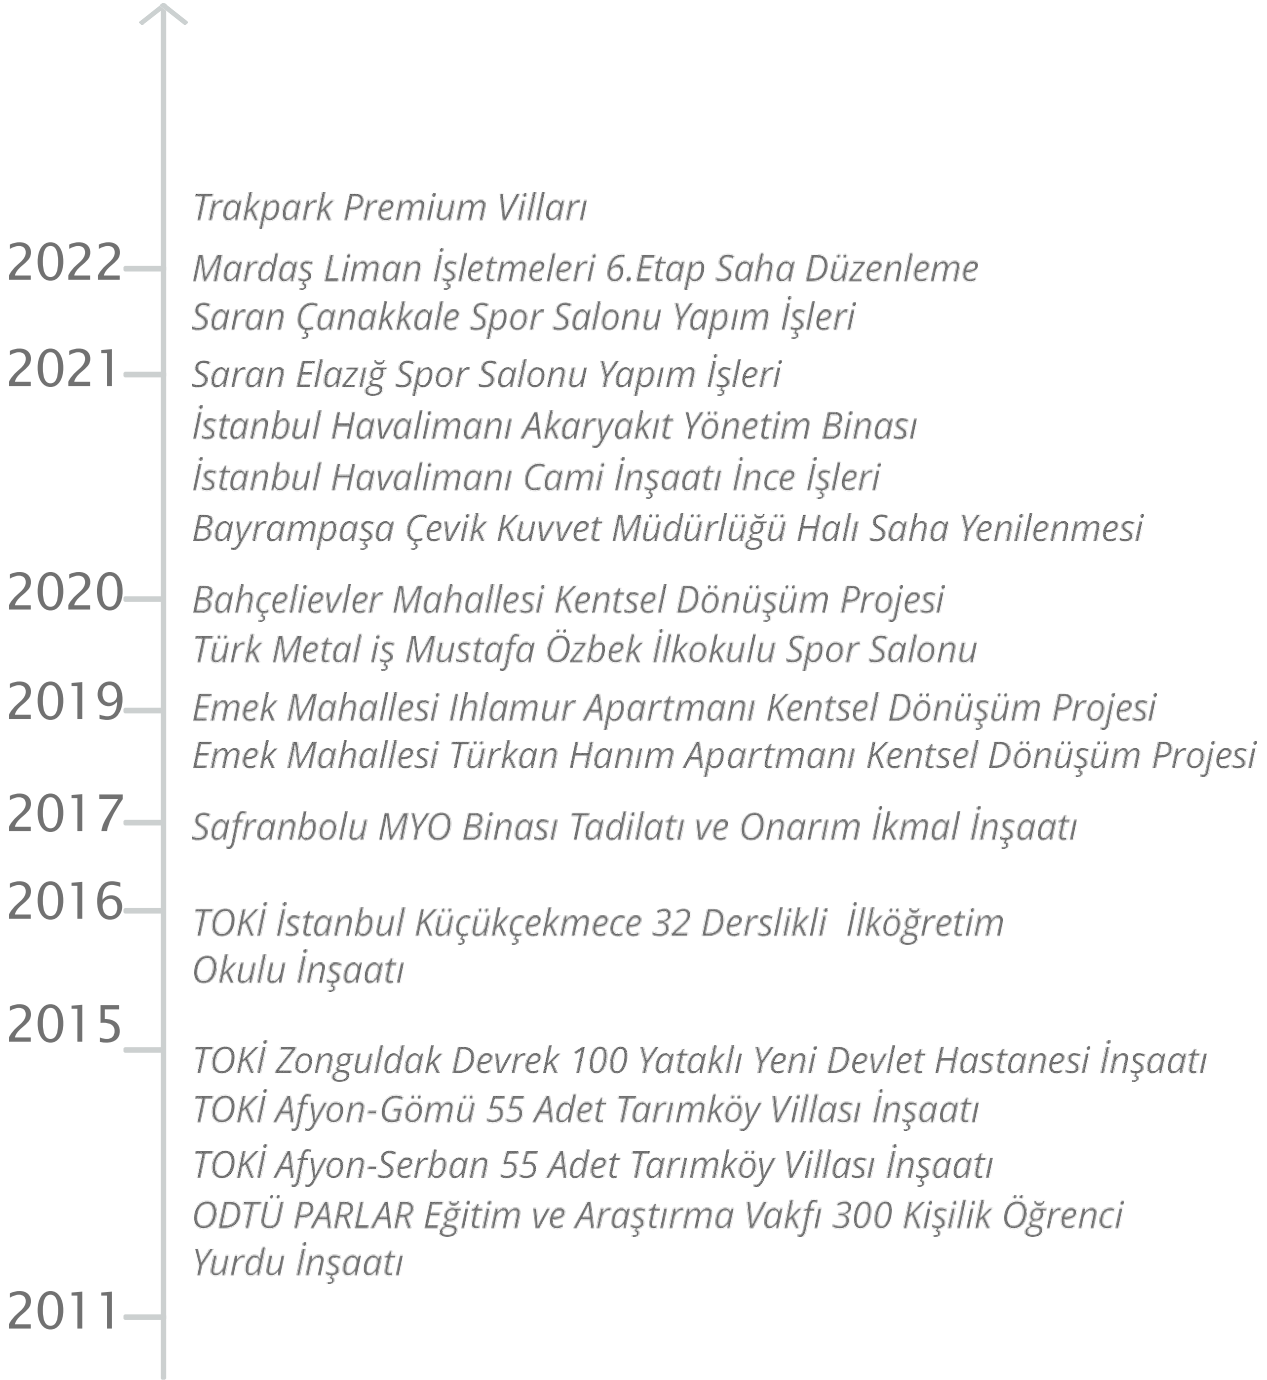 Trakpark Premium Vilları
2022
Mardaş Liman İşletmeleri 6.Etap Saha Düzenleme
Saran Çanakkale Spor Salonu Yapım İşleri
2021
Saran Elazığ Spor Salonu Yapım İşleri
İstanbul Havalimanı Akaryakıt Yönetim Binası
İstanbul Havalimanı Cami İnşaatı İnce İşleri
Bayrampaşa Çevik Kuvvet Müdürlüğü Halı Saha Yenilenmesi
2020
Bahçelievler Mahallesi Kentsel Dönüşüm Projesi
Türk Metal iş Mustafa Özbek İlkokulu Spor Salonu
2019
Emek Mahallesi Ihlamur Apartmanı Kentsel Dönüşüm Projesi
Emek Mahallesi Türkan Hanım Apartmanı Kentsel Dönüşüm Projesi
2017
Safranbolu MYO Binası Tadilatı ve Onarım İkmal İnşaatı
2016
TOKİ İstanbul Küçükçekmece 32 Derslikli İlköğretim
Okulu İnşaatı
2015
TOKİ Zonguldak Devrek 100 Yataklı Yeni Devlet Hastanesi İnşaatı
TOKİ Afyon-Gömü 55 Adet Tarımköy Villası İnşaatı
TOKİ Afyon-Serban 55 Adet Tarımköy Villası İnşaatı
ODTÜ PARLAR Eğitim ve Araştırma Vakfı 300 Kişilik Öğrenci
Yurdu İnşaatı
2011